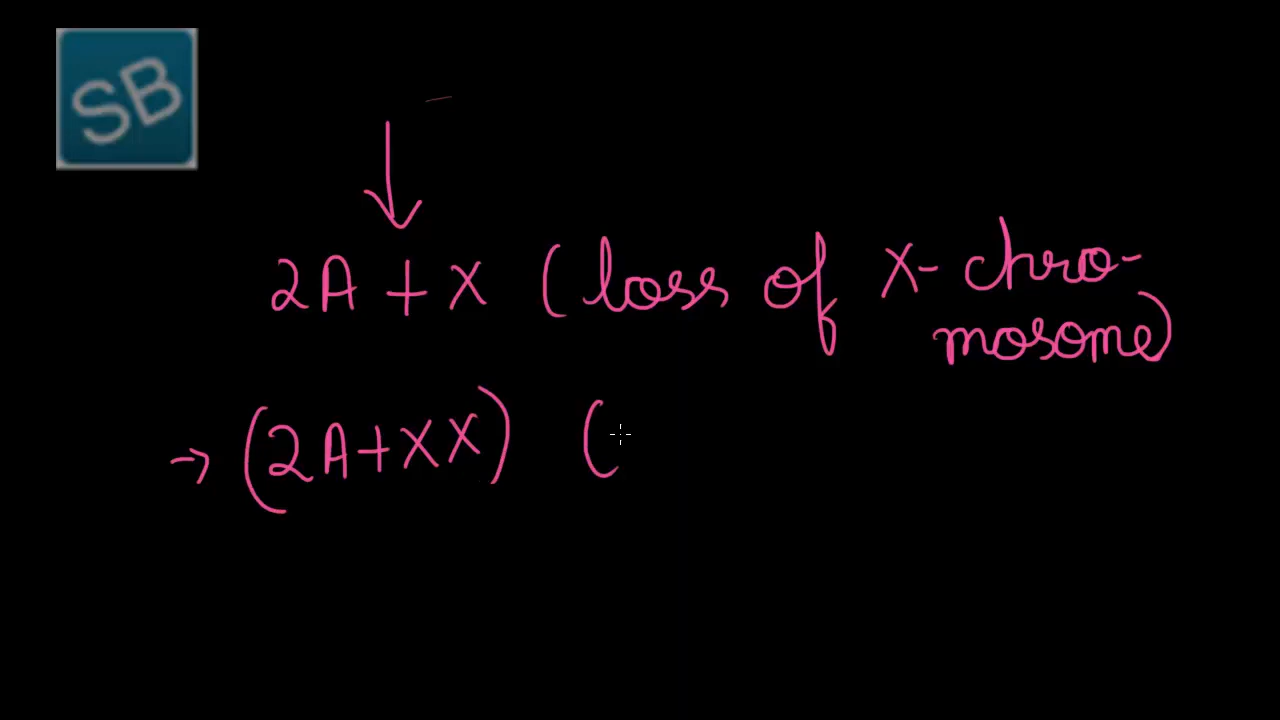 SB
2A + X (loss of X- chro-
mosome)
→ (2A+XX) (